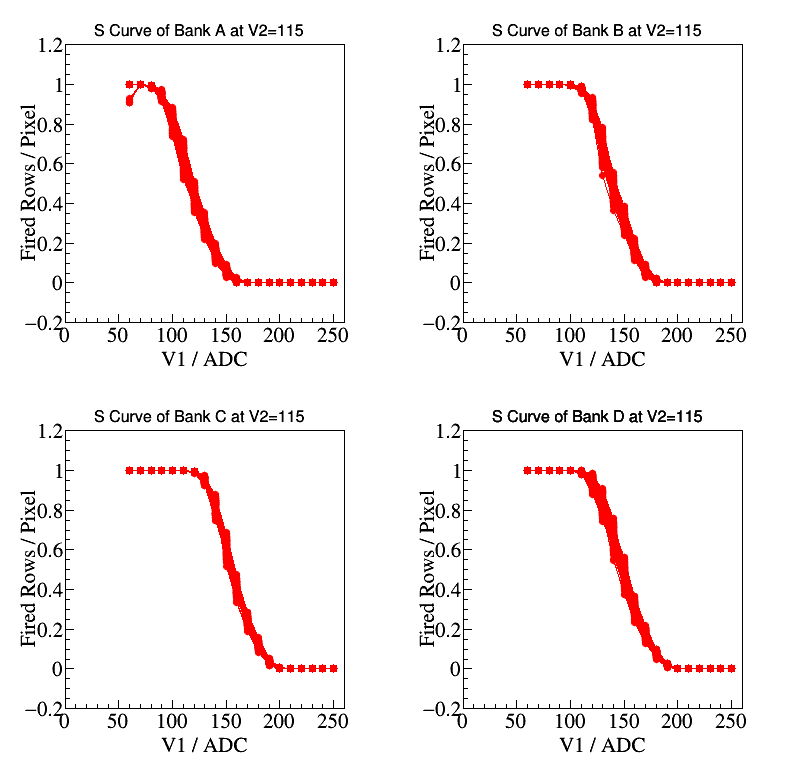 S Curve of Bank A at V2=115
Fired Rows / Pixel
1.2
1
0.8
0.6
0.4
0.2
0
−0.2
0 50 100 150 200 250
V1 / ADC
S Curve of Bank B at V2=115
Fired Rows / Pixel
1.2
1
0.8
0.6
0.4
0.2
0
−0.2
0 50 100 150 200 250
V1 / ADC
S Curve of Bank C at V2=115
Fired Rows / Pixel
1.2
1
0.8
0.6
0.4
0.2
0
−0.2
0 50 100 150 200 250
V1 / ADC
S Curve of Bank D at V2=115
Fired Rows / Pixel
1.2
1
0.8
0.6
0.4
0.2
0
−0.2
0 50 100 150 200 250
V1 / ADC